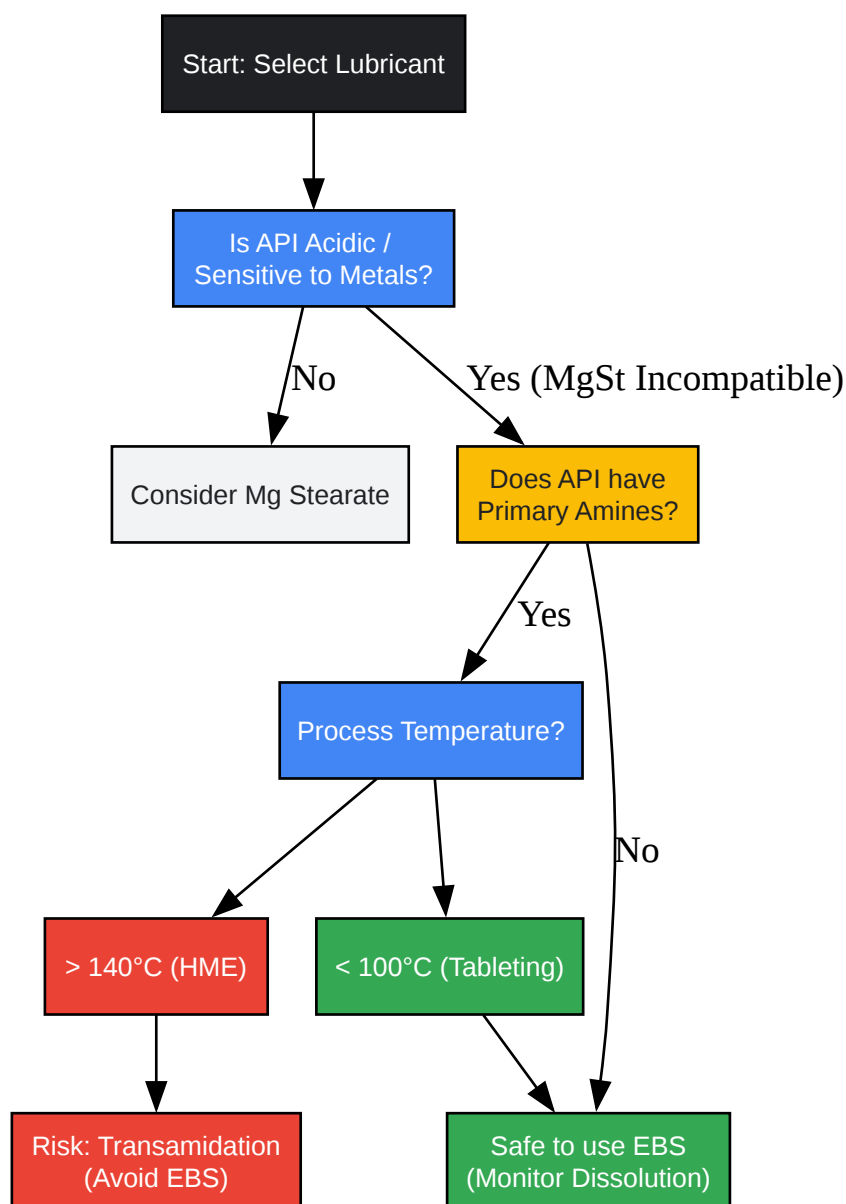 Start: Select Lubricant
Is API Acidic /
Sensitive to Metals?
No
Yes (MgSt Incompatible)
Consider Mg Stearate
Does API have
Primary Amines?
Yes
Process Temperature?
No
> 140°C (HME)
< 100°C (Tableting)
Risk: Transamidation
(Avoid EBS)
Safe to use EBS
(Monitor Dissolution)